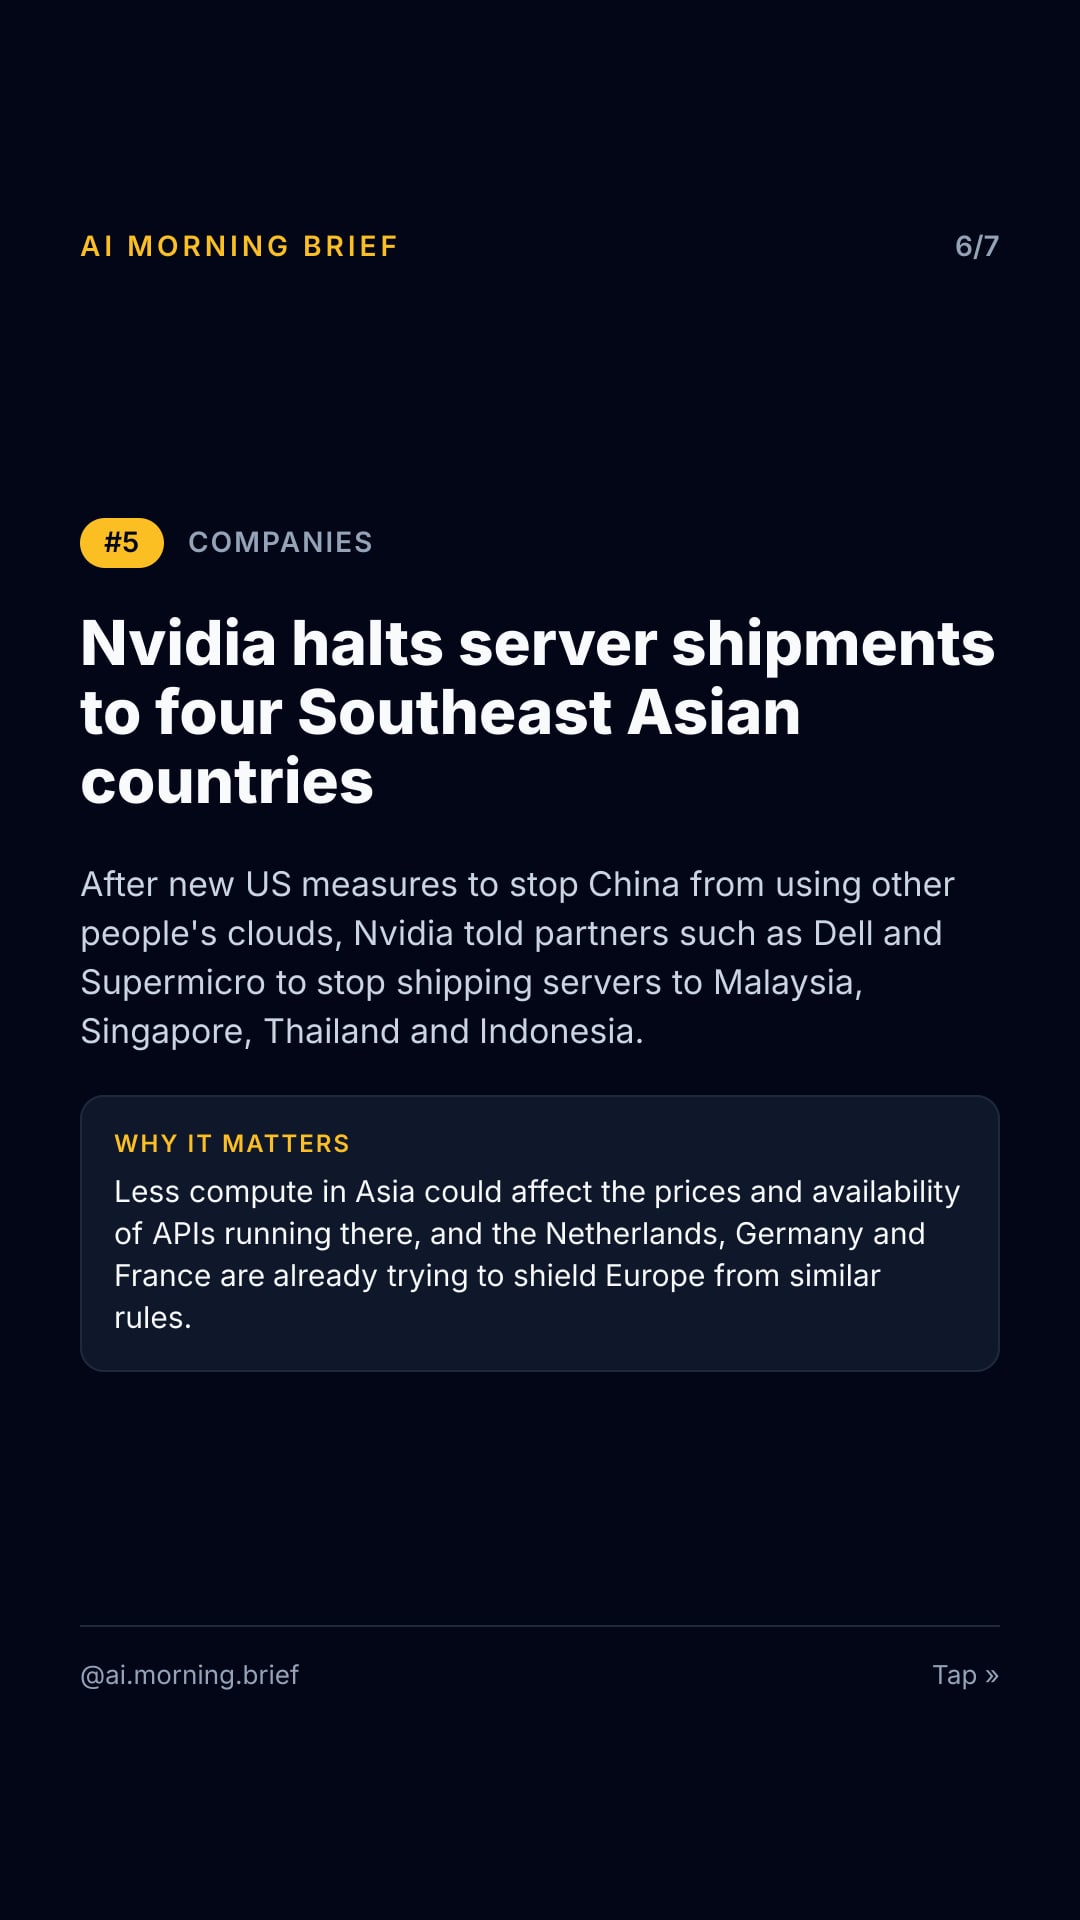 AI MORNING BRIEF
6/7
#5 COMPANIES
Nvidia halts server shipments
to four Southeast Asian
countries
After new US measures to stop China from using other
people's clouds, Nvidia told partners such as Dell and
Supermicro to stop shipping servers to Malaysia,
Singapore, Thailand and Indonesia.
WHY IT MATTERS
Less compute in Asia could affect the prices and availability
of APIs running there, and the Netherlands, Germany and
France are already trying to shield Europe from similar
rules.
@ai.morning.brief
Tap »